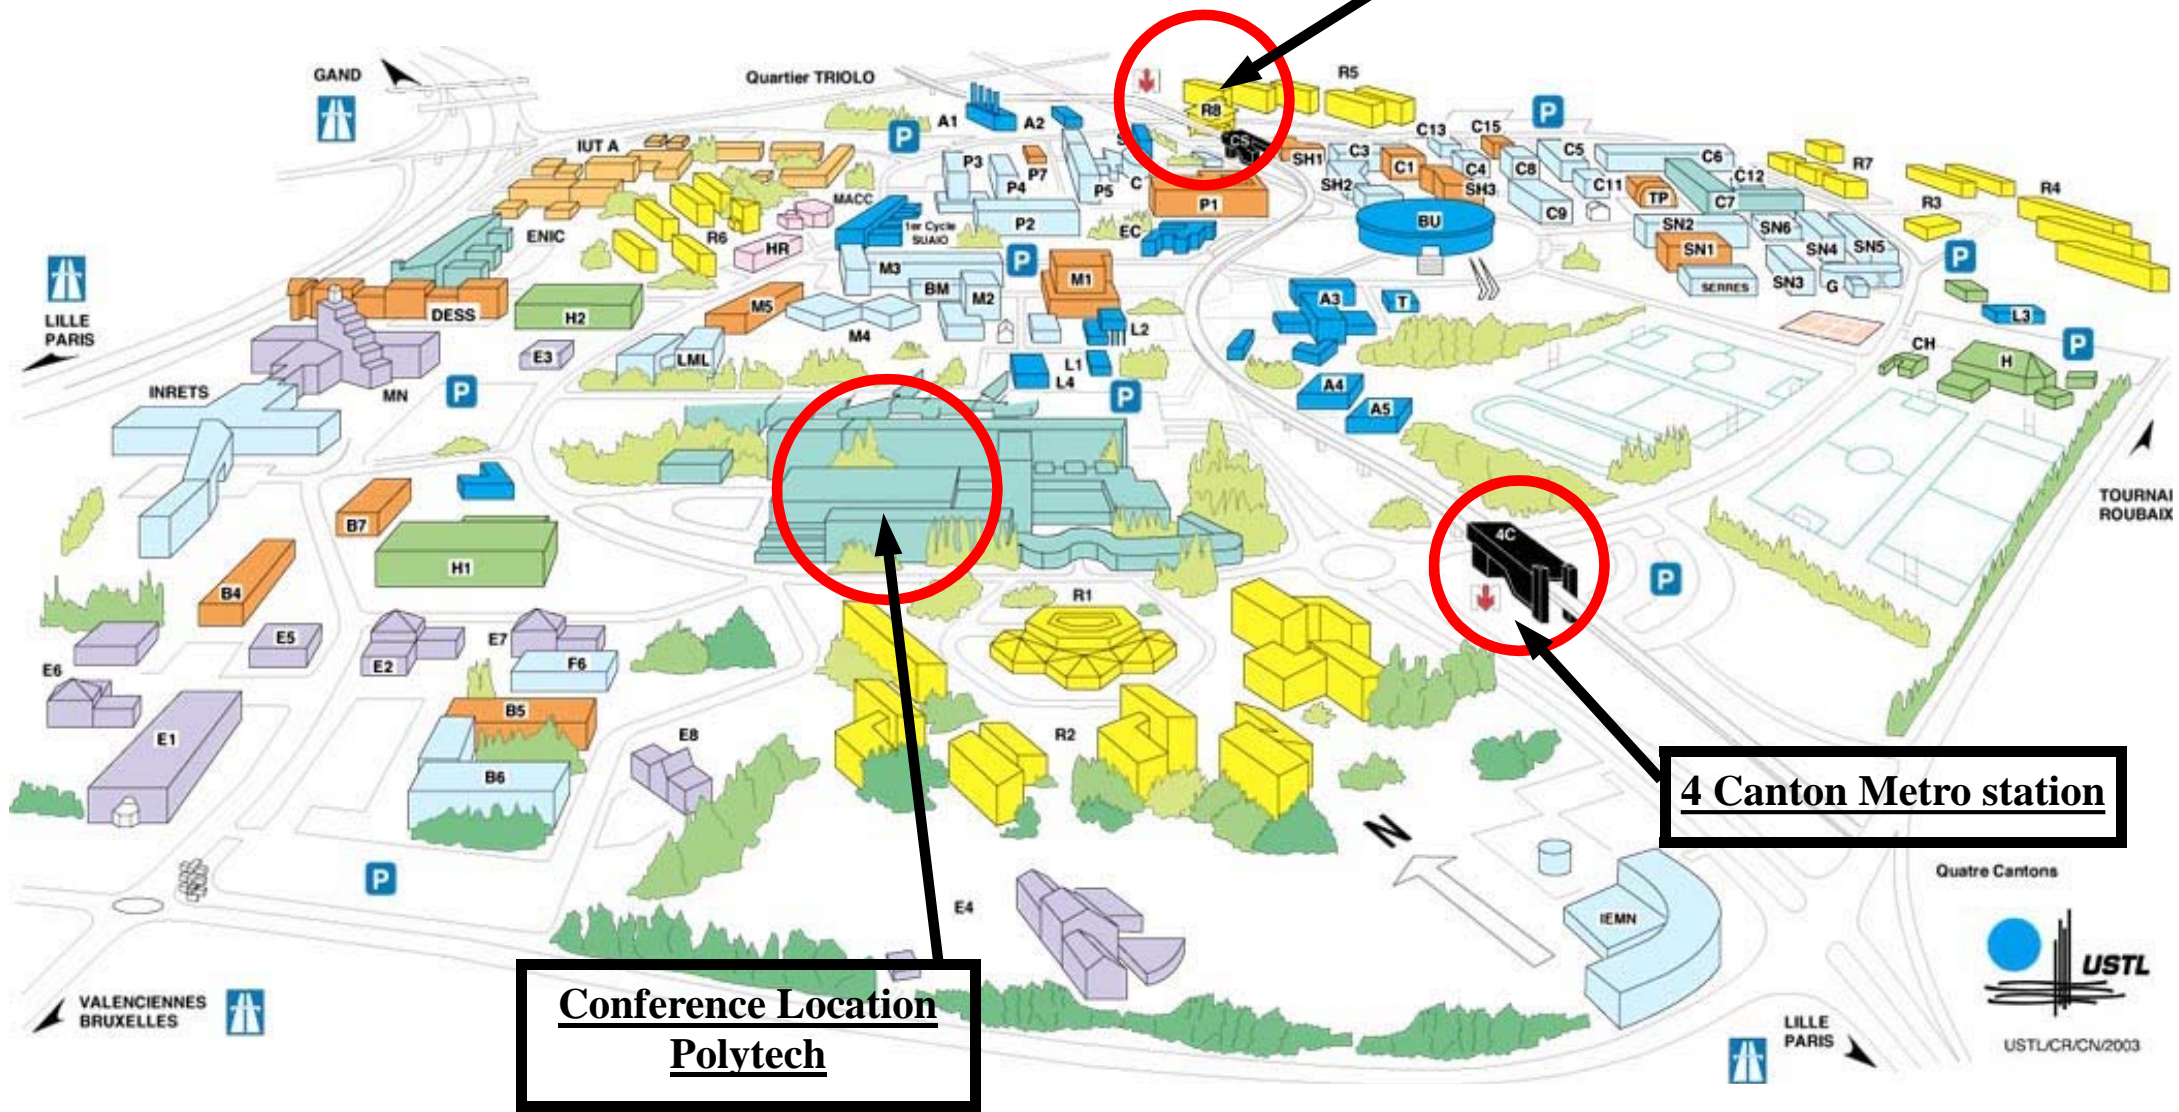 GAND
Quartier TRIOLO
R5
R8
P
A1
A2
P
C13
C15
IUT A
P3
P7
P4
P5
C
CS
SH1
C3
C1
C4
C8
C5
C6
R7
SH2
SH3
C11
C12
R4
MACC
P1
TP
C7
R3
R6
1er Cycle
SUAIO
P2
EC
BU
C9
SN2
SN6
ENIC
HR
M3
P
M1
SN1
SN4
SN5
P
LILLE
PARIS
DESS
H2
M5
BM
M2
A3
T
SERRES
SN3
G
L3
M4
L2
E3
LML
L1
L4
CH
H
P
INRETS
MN
P
P
A4
A5
TOURNAI
ROUBAIX
B7
H1
4C
P
B4
R1
E5
E7
E2
F6
E6
B5
E1
E8
R2
B6
4 Canton Metro station
N
P
Quatre Cantons
E4
IEMN
USTL
Conference Location
Polytech
VALENCIENNES
BRUXELLES
LILLE
PARIS
USTL/CR/CN/2003